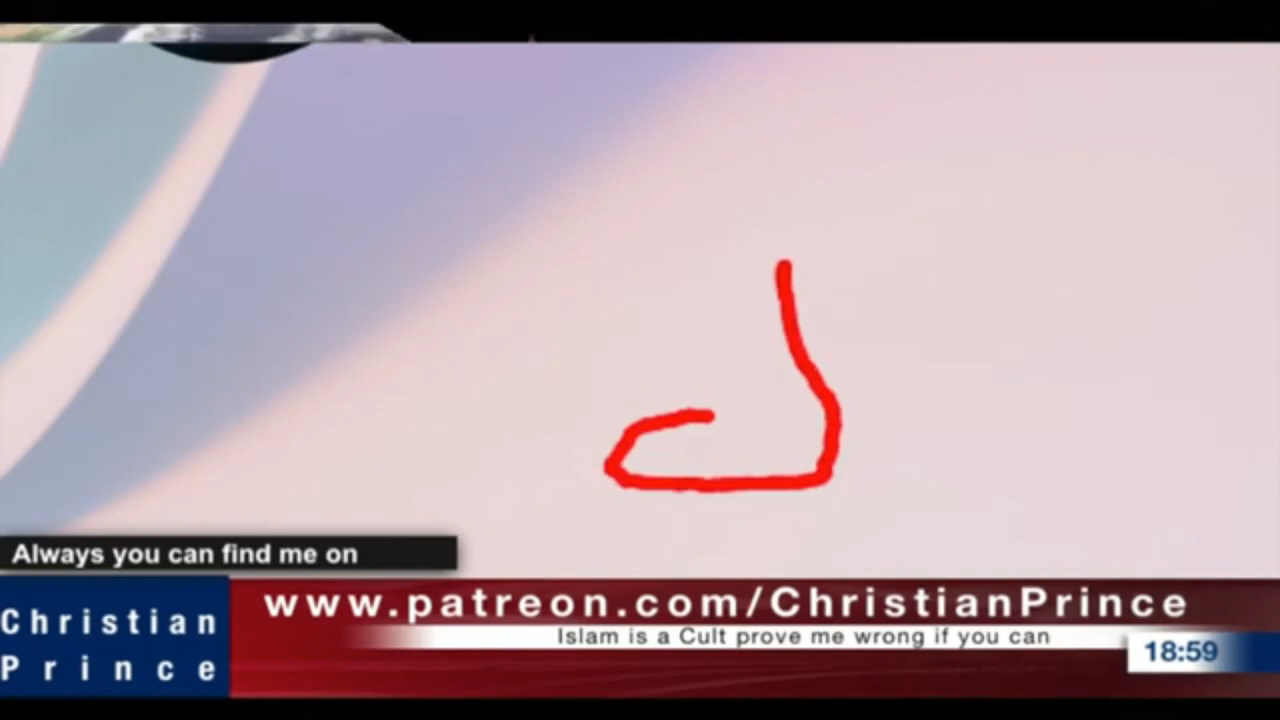 Always you can find me on
Christian
Prince
www.patreon.com/ChristianPrince
Islam is a Cult prove me wrong if you can
18:59